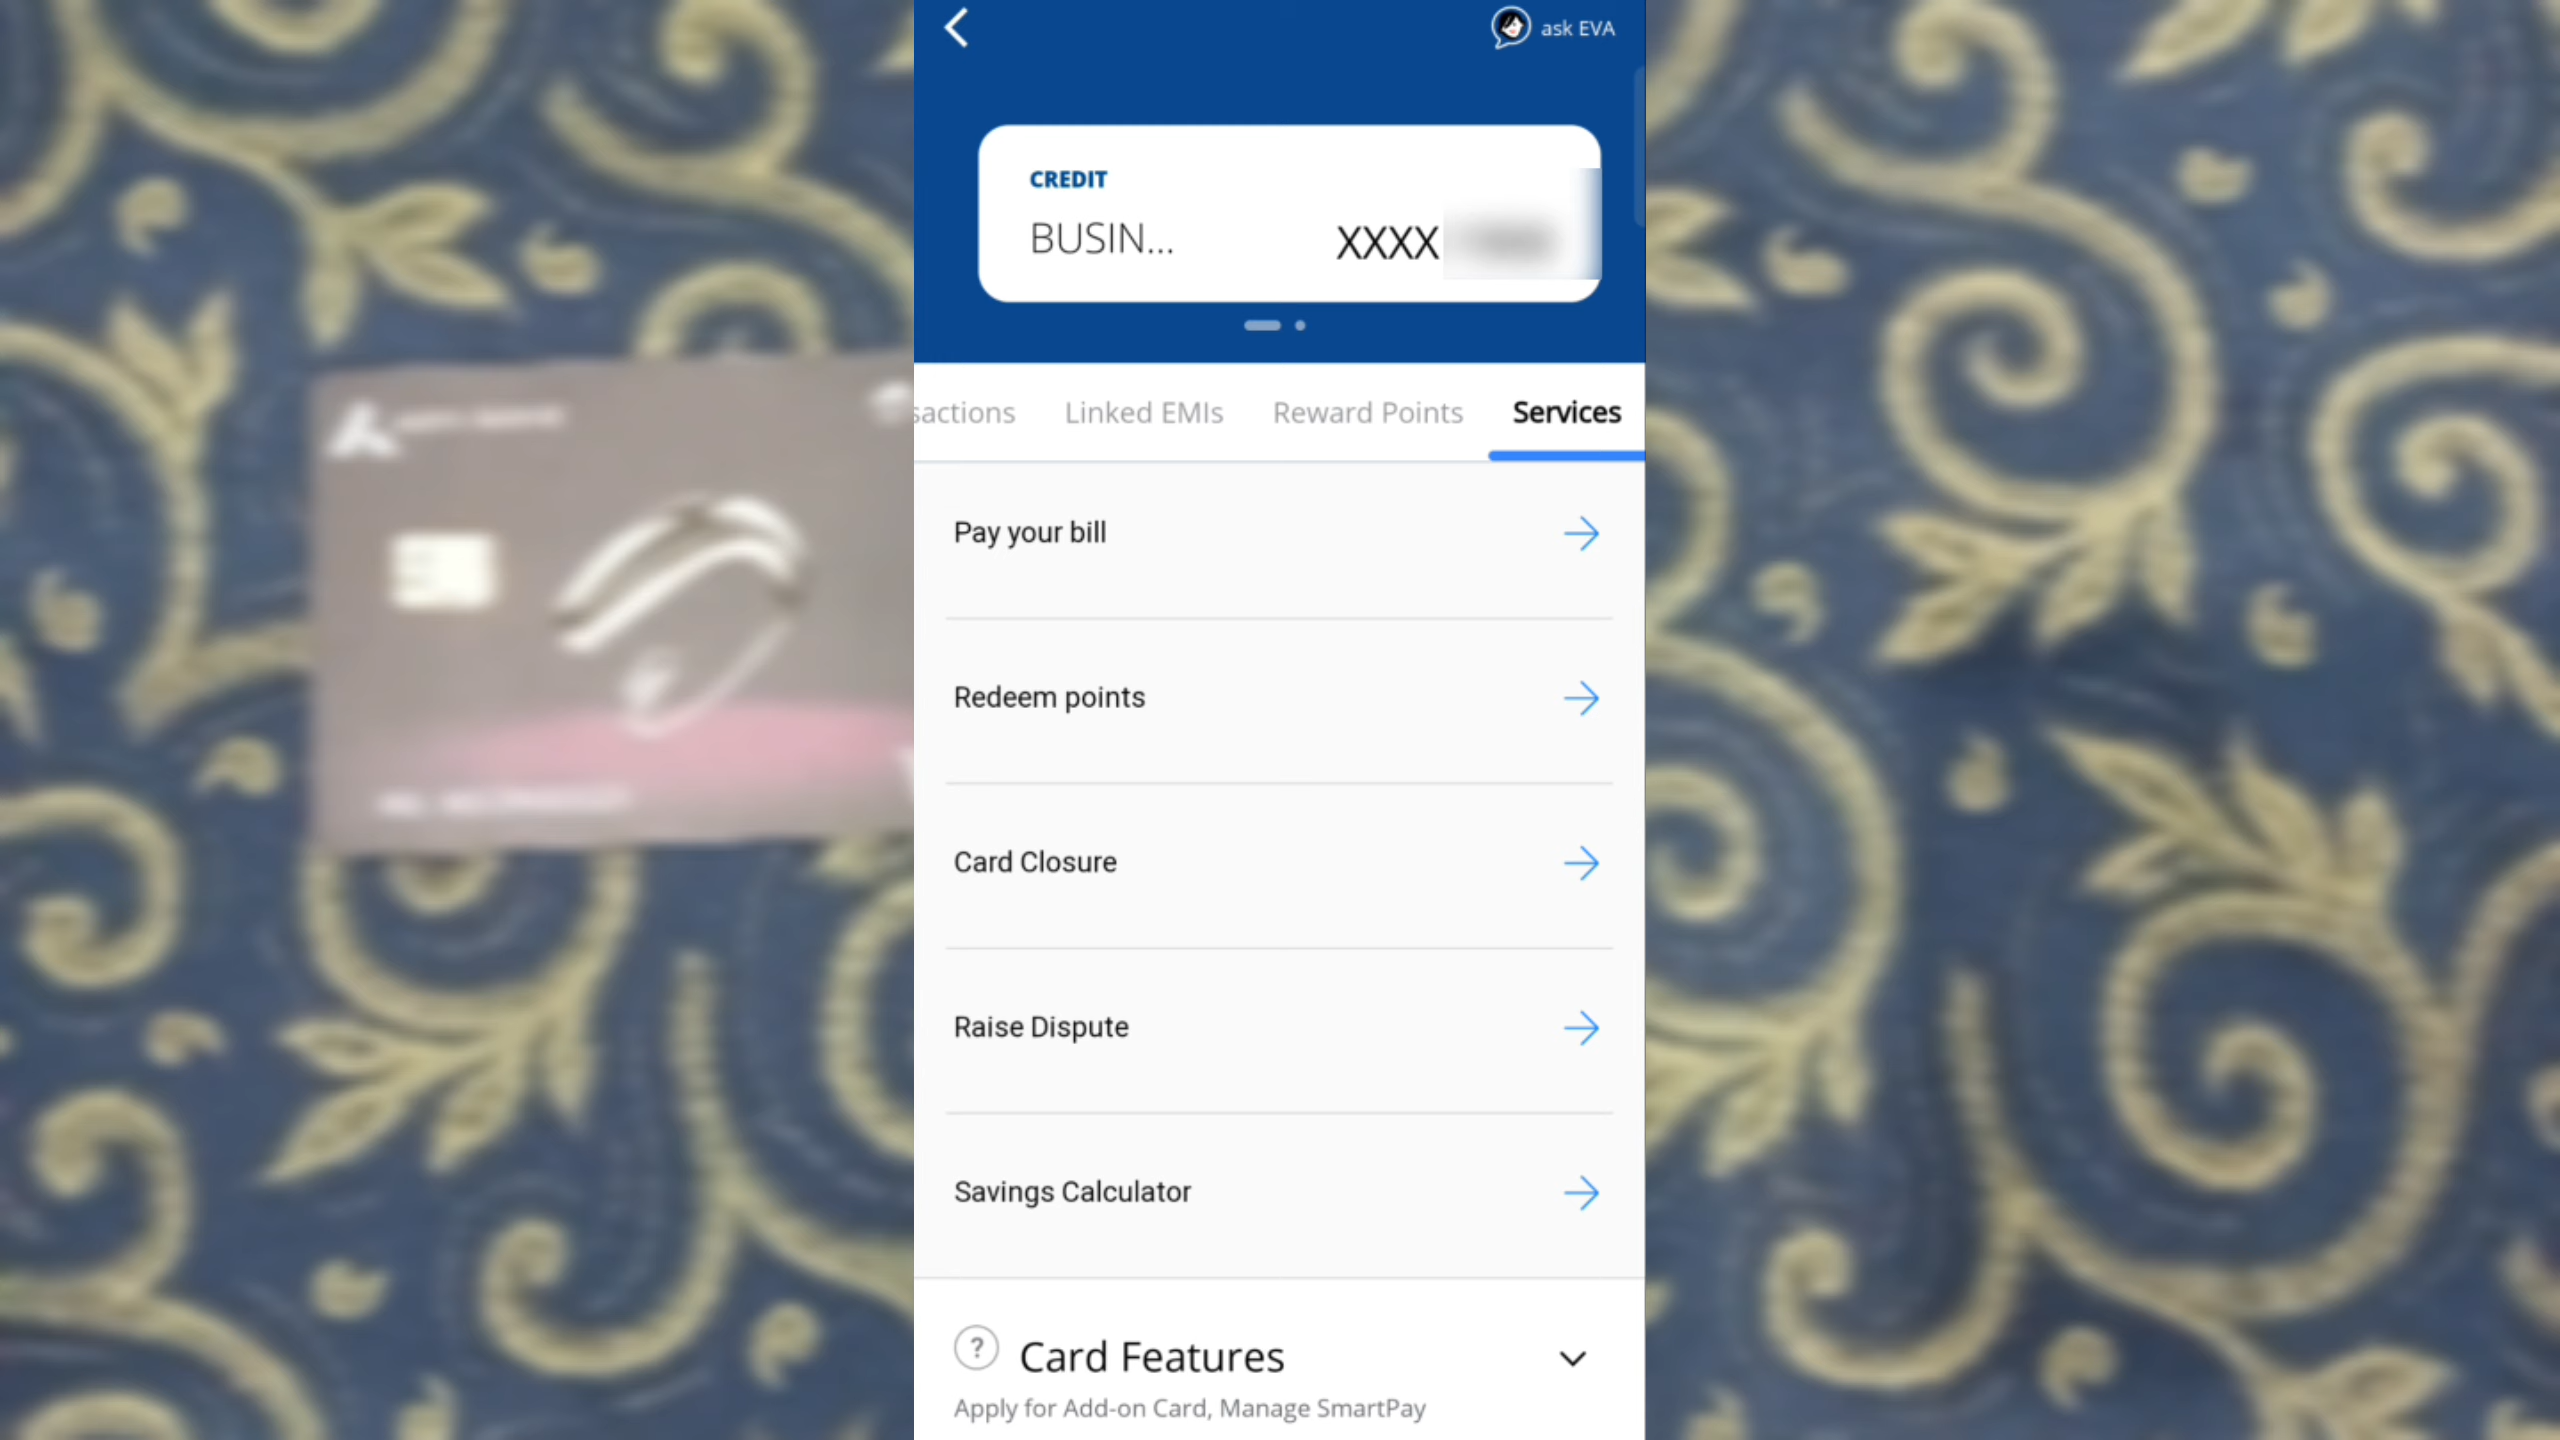 ask EVA
CREDIT
BUSIN...
XXXX
sactions
Linked EMIs
Reward Points
Services
Pay your bill
Redeem points
Card Closure
Raise Dispute
Savings Calculator
?
Card Features
Apply for Add-on Card, Manage SmartPay